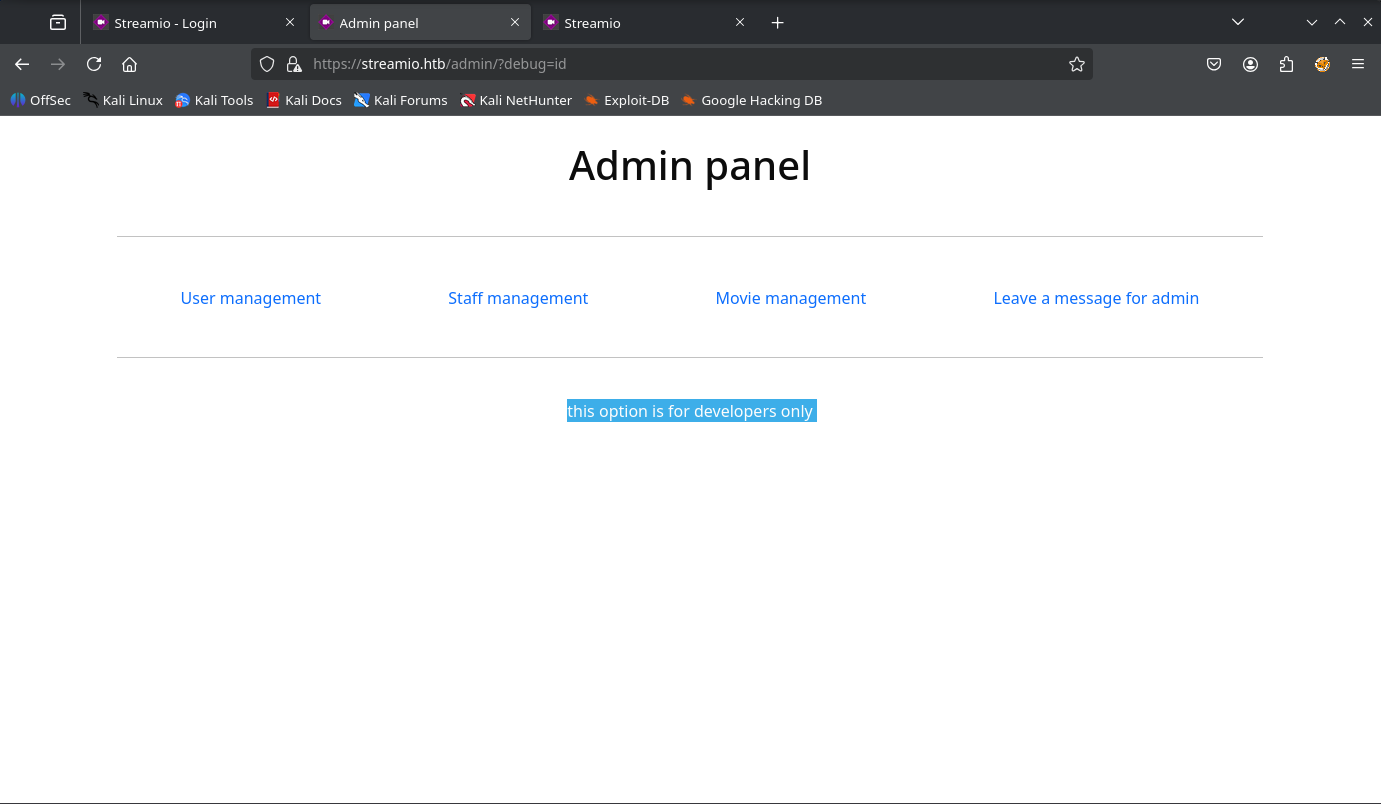 Streamio - Login
Admin panel
Streamio
https://streamio.htb/admin/?debug=id
OffSec
Kali Linux
Kali Tools
Kali Docs
Kali Forums
Kali NetHunter
Exploit-DB
Google Hacking DB
Admin panel
User management
Staff management
Movie management
Leave a message for admin
this option is for developers only